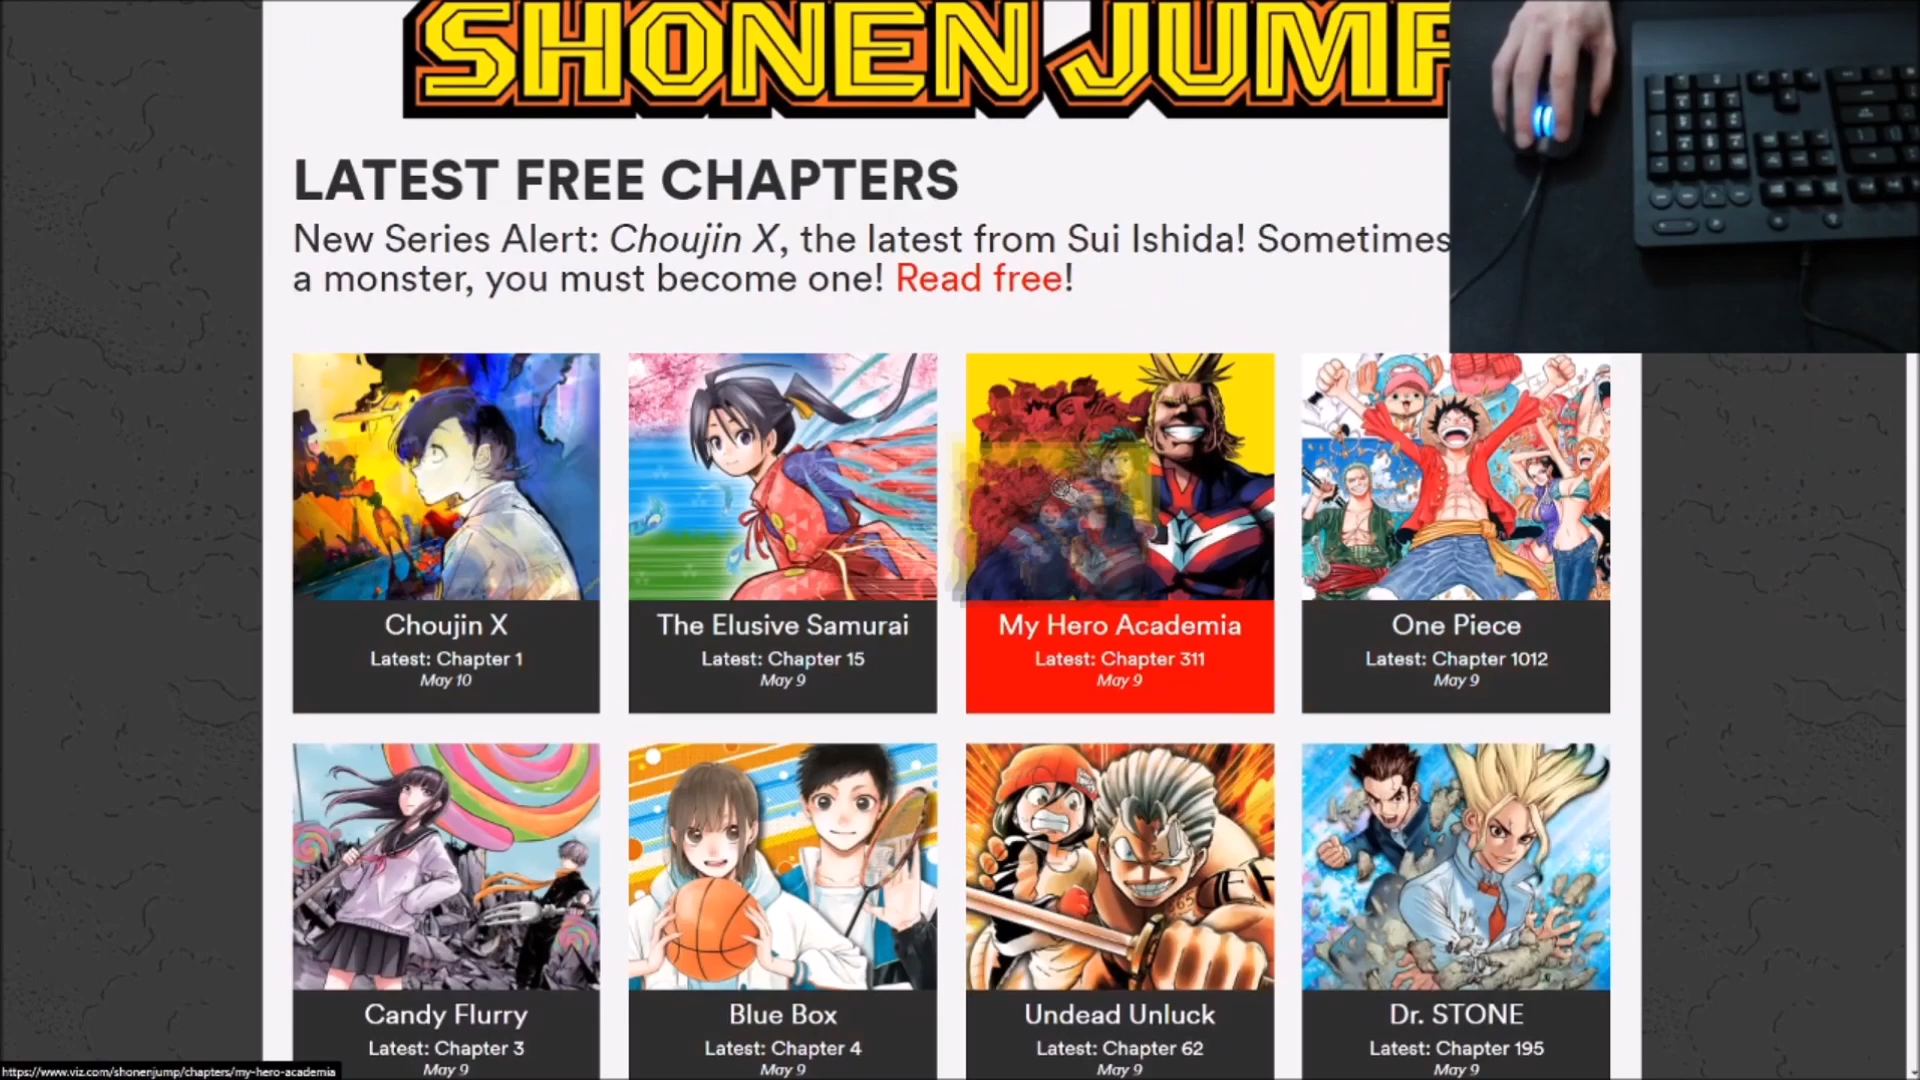 SHONEN JUMP
LATEST FREE CHAPTERS
New Series Alert: Choujin X, the latest from Sui Ishida! Sometimes
a monster, you must become one! Read free!
Choujin X
Latest: Chapter 1
May 10
The Elusive Samurai
Latest: Chapter 15
May 9
My Hero Academia
Latest: Chapter 311
May 9
One Piece
Latest: Chapter 1012
May 9
Candy Flurry
Latest: Chapter 3
May 9
Blue Box
Latest: Chapter 4
May 9
Undead Unluck
Latest: Chapter 62
May 9
Dr. STONE
Latest: Chapter 195
May 9
https://www.viz.com/shonenjump/chapters/my-hero-academia